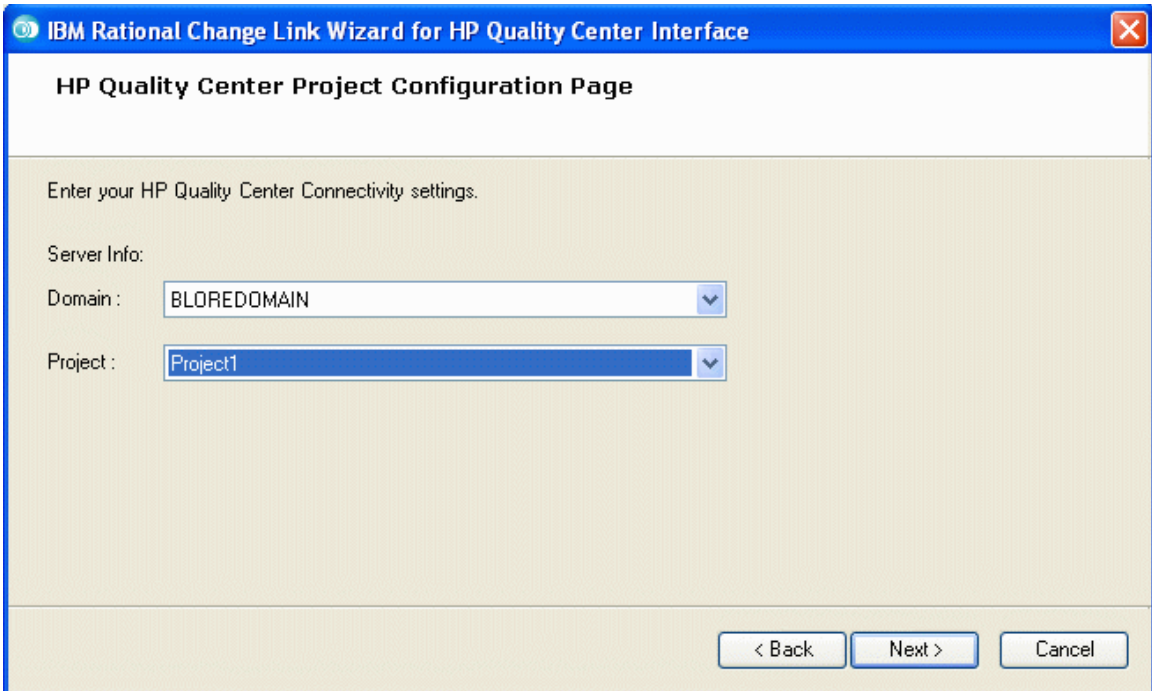 IBM Rational Change Link Wizard for HP Quality Center Interface
HP Quality Center Project Configuration Page
Enter your HP Quality Center Connectivity settings.
Server Info:
Domain : BLOREDOMAIN
Project : Project1
< Back Next > Cancel